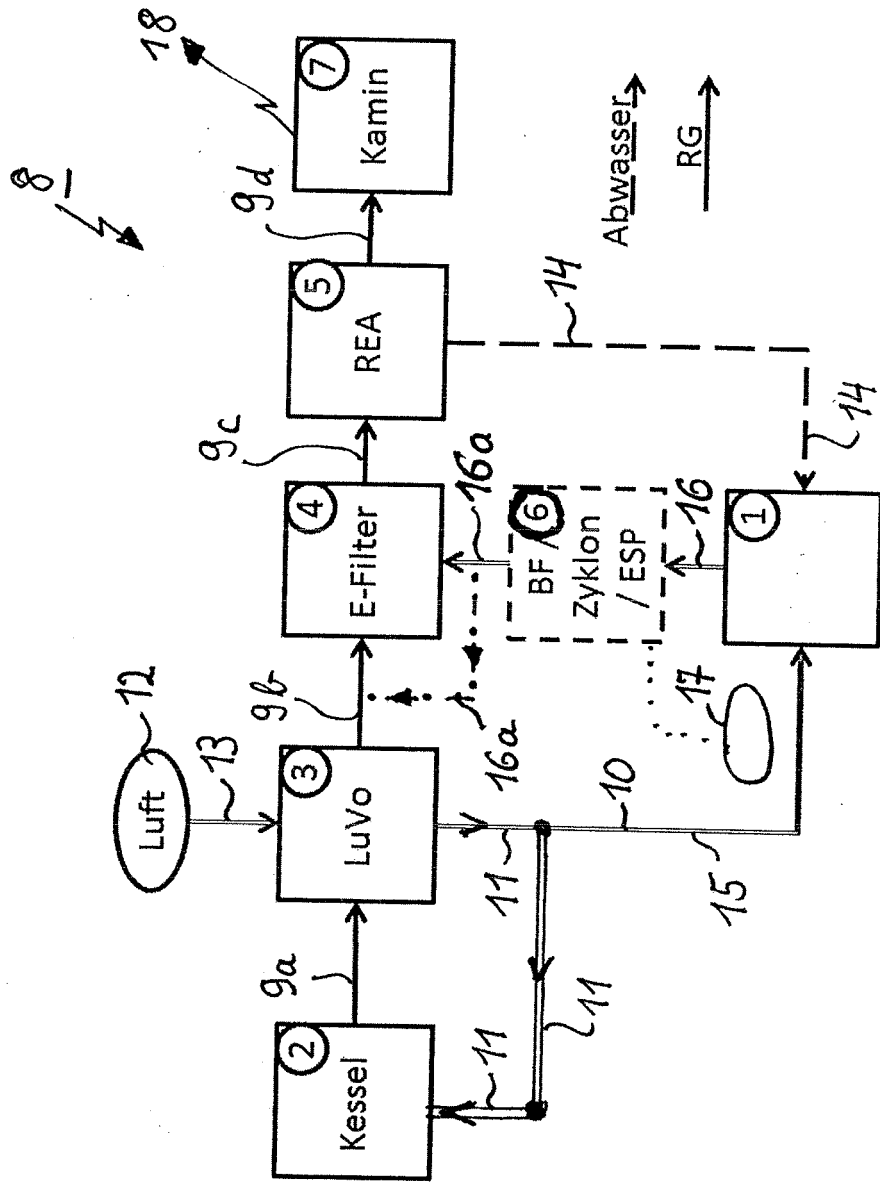 8
18
Luft
12
13
Kessel
2
9a
LuVo
3
9b
E-Filter
4
9c
REA
5
9d
Kamin
7
11
11
11
10
15
16a
16a
BF /
6
Zyklon
/ ESP
16
17
1
14
14
Abwasser
RG